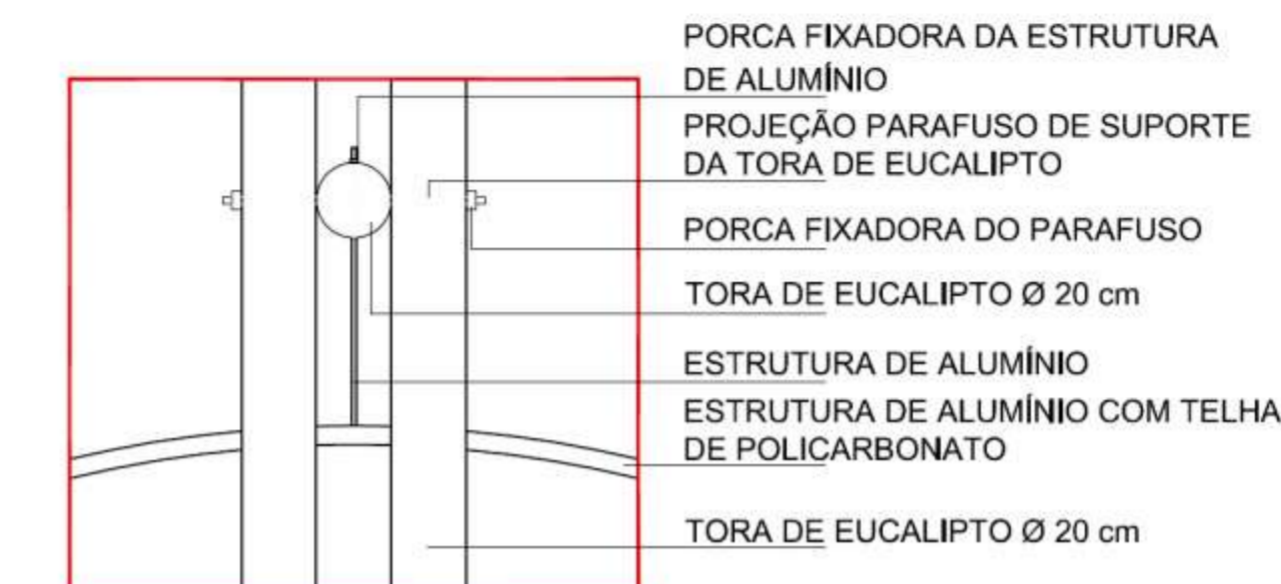 PORCA FIXADORA DA ESTRUTURA
DE ALUMÍNIO
PROJEÇÃO PARAFUSO DE SUPORTE
DA TORA DE EUCALIPTO
PORCA FIXADORA DO PARAFUSO
TORA DE EUCALIPTO Ø 20 cm
ESTRUTURA DE ALUMÍNIO
ESTRUTURA DE ALUMÍNIO COM TELHA
DE POLICARBONATO
TORA DE EUCALIPTO Ø 20 cm